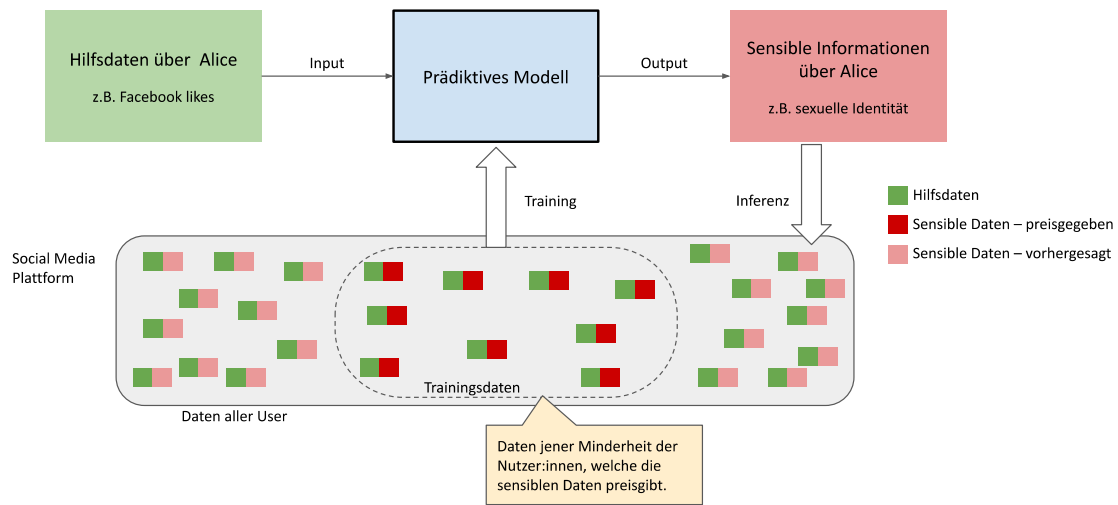 Hilfsdaten über Alice
z.B. Facebook likes
Input
Prädiktives Modell
Output
Sensible Informationen
über Alice
z.B. sexuelle Identität
Training
Inferenz
Hilfsdaten
Sensible Daten – preisgegeben
Sensible Daten – vorhergesagt
Social Media
Plattform
Trainingsdaten
Daten aller User
Daten jener Minderheit der
Nutzer:innen, welche die
sensiblen Daten preisgibt.